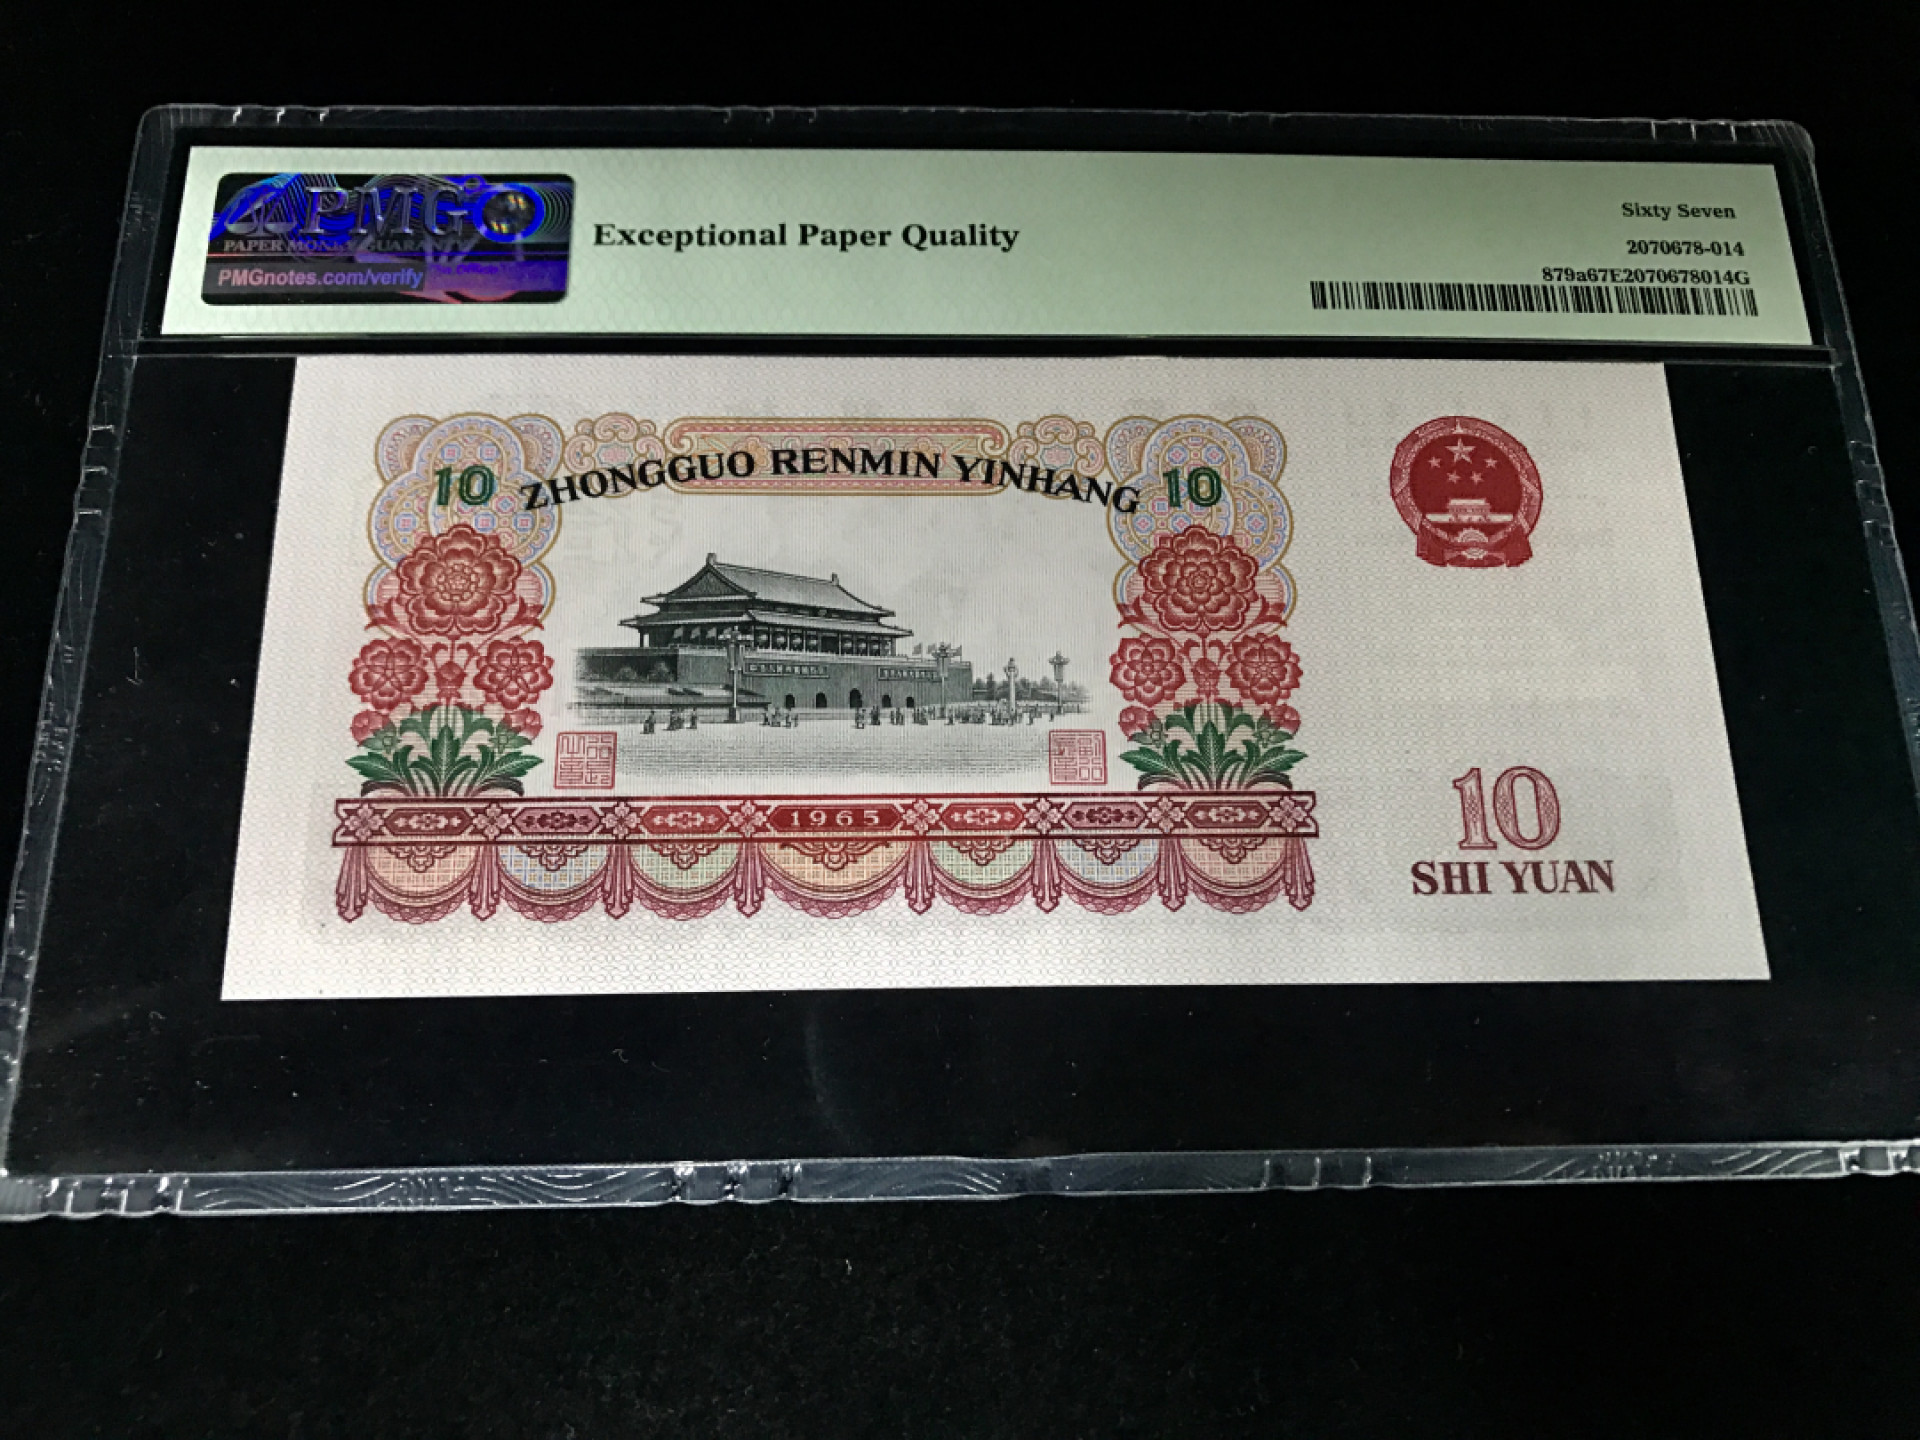 PMG
PAPER MONEY GUARANTY
PMGnotes.com/verify
Exceptional Paper Quality
Sixty Seven
2070678-014
879a67E2070678014G
10 ZHONGGUO RENMIN YINHANG 10
1965
10
SHI YUAN